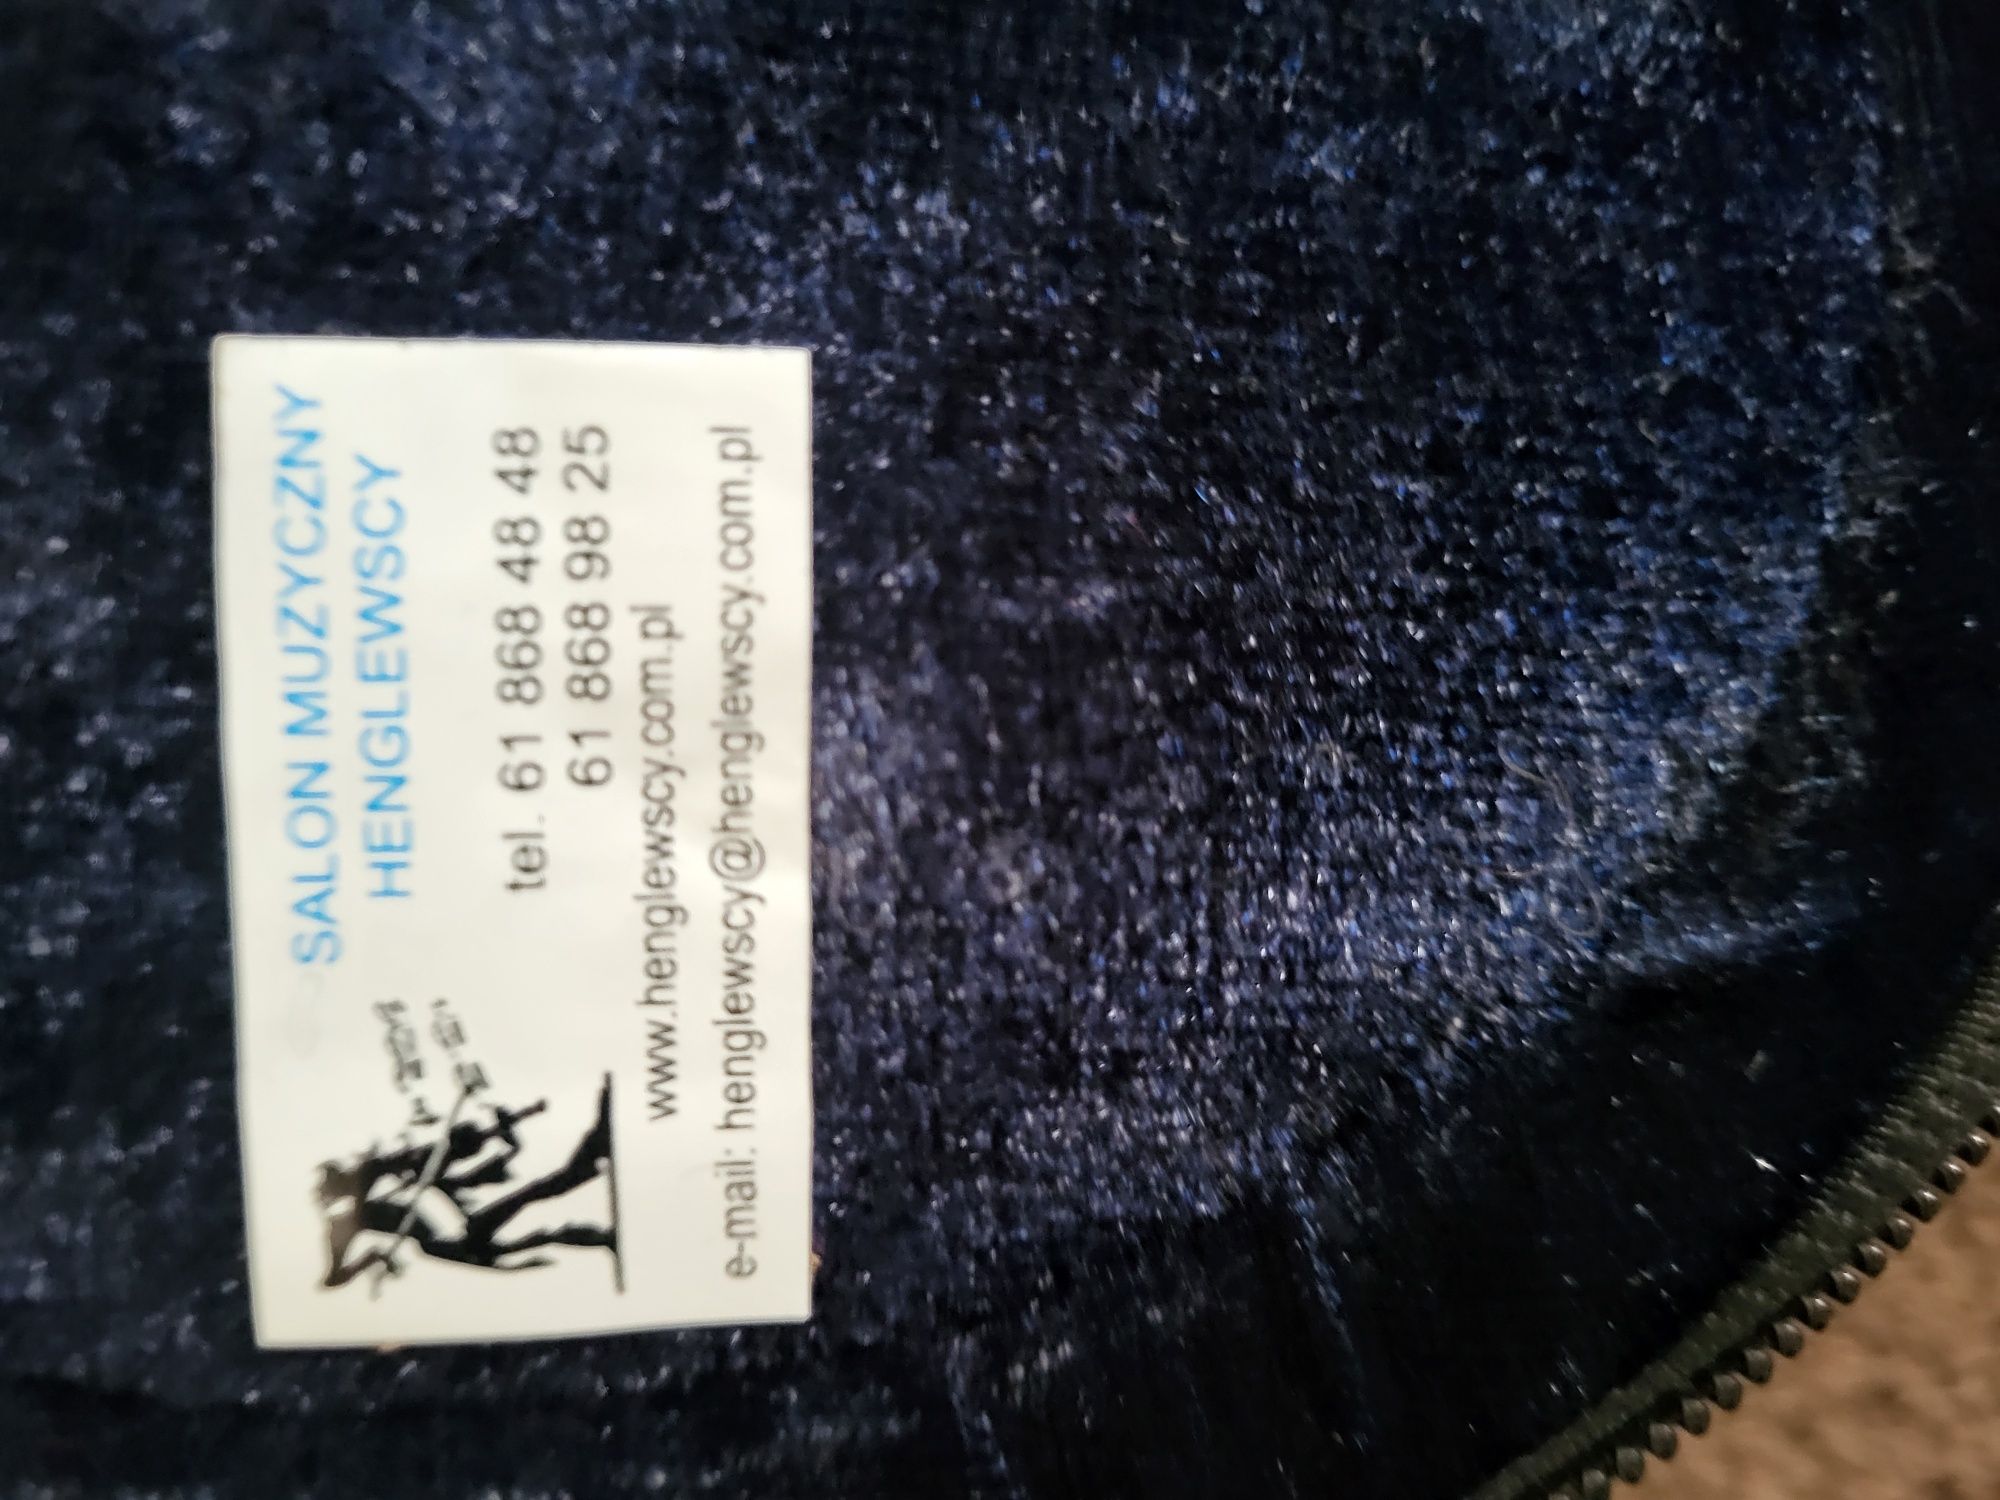 SALON MUZYCZNY
HENGLEWSCY
tel. 61 868 48 48
61 868 98 25
www.henglewscy.com.pl
e-mail: henglewscy@henglewscy.com.pl